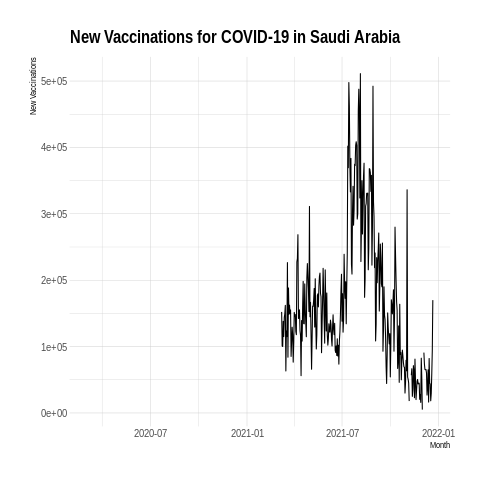 New Vaccinations for COVID-19 in Saudi Arabia
New Vaccinations
5e+05
4e+05
3e+05
2e+05
1e+05
0e+00
2020-07
2021-01
2021-07
2022-01
Month